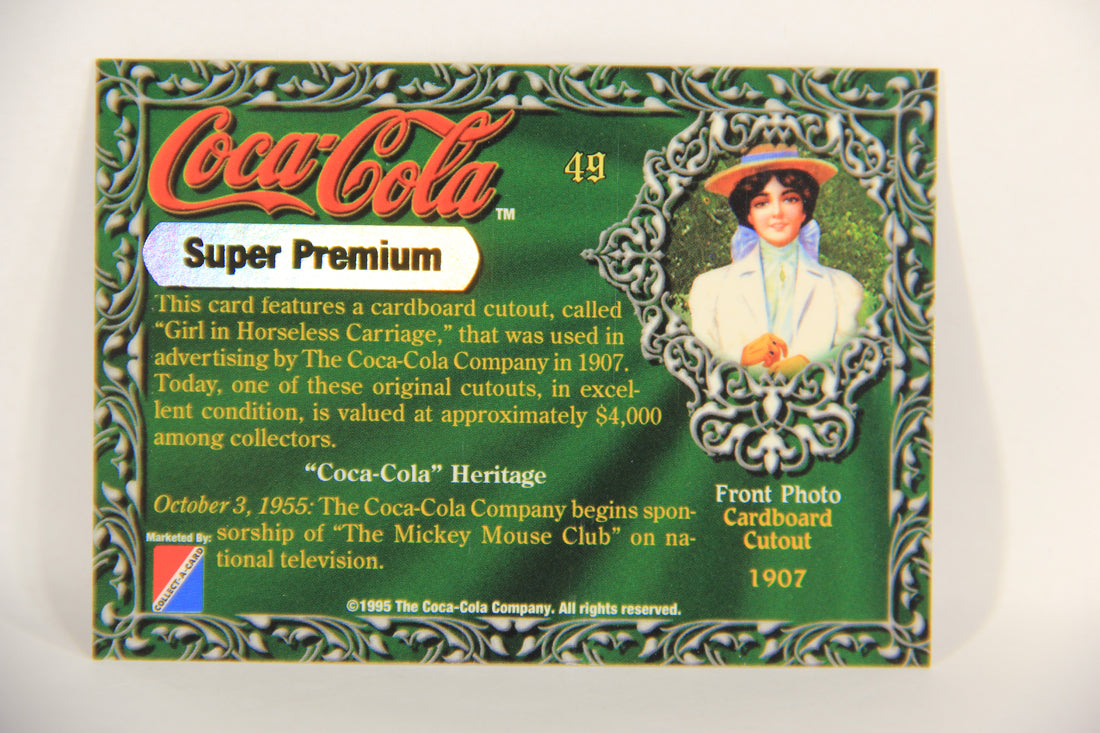 Coca-Cola TM
49
Super Premium
This card features a cardboard cutout, called
“Girl in Horseless Carriage,” that was used in
advertising by The Coca-Cola Company in 1907.
Today, one of these original cutouts, in excel-
lent condition, is valued at approximately $4,000
among collectors.
“Coca-Cola” Heritage
October 3, 1955: The Coca-Cola Company begins spon-
sorship of “The Mickey Mouse Club” on na-
tional television.
Marketed By:
COLLECT-A-CARD
©1995 The Coca-Cola Company. All rights reserved.
Front Photo
Cardboard
Cutout
1907